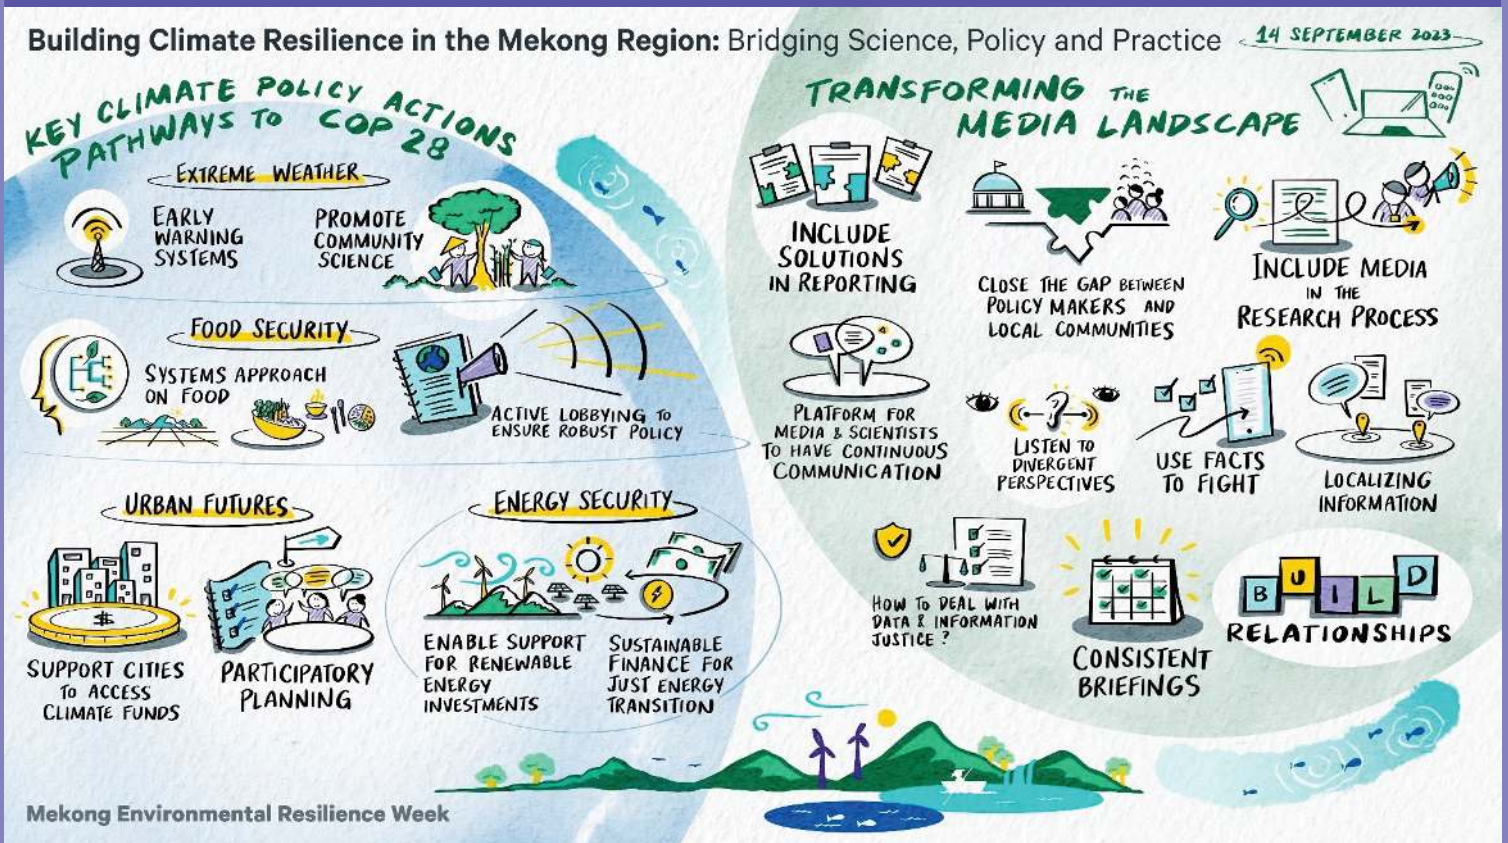 Building Climate Resilience in the Mekong Region: Bridging Science, Policy and Practice
14 SEPTEMBER 2023
KEY CLIMATE POLICY ACTIONS
PATHWAYS TO COP 28
EXTREME WEATHER
EARLY
WARNING
SYSTEMS
PROMOTE
COMMUNITY
SCIENCE
FOOD SECURITY
SYSTEMS APPROACH
ON FOOD
ACTIVE LOBBYING TO
ENSURE ROBUST POLICY
URBAN FUTURES
$
SUPPORT CITIES
TO ACCESS
CLIMATE FUNDS
PARTICIPATORY
PLANNING
ENERGY SECURITY
ENABLE SUPPORT
FOR RENEWABLE
ENERGY
INVESTMENTS
SUSTAINABLE
FINANCE FOR
JUST ENERGY
TRANSITION
TRANSFORMING THE
MEDIA LANDSCAPE
INCLUDE
SOLUTIONS
IN REPORTING
CLOSE THE GAP BETWEEN
POLICY MAKERS AND
LOCAL COMMUNITIES
INCLUDE MEDIA
IN THE
RESEARCH PROCESS
PLATFORM FOR
MEDIA & SCIENTISTS
TO HAVE CONTINUOUS
COMMUNICATION
LISTEN TO
DIVERGENT
PERSPECTIVES
USE FACTS
TO FIGHT
LOCALIZING
INFORMATION
HOW TO DEAL WITH
DATA & INFORMATION
JUSTICE?
CONSISTENT
BRIEFINGS
BUILD
RELATIONSHIPS
Mekong Environmental Resilience Week